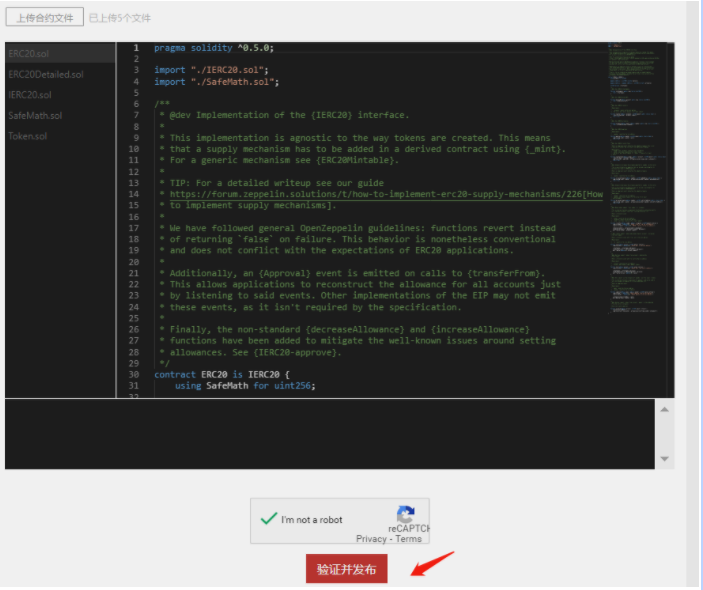 上传合约文件 已上传5个文件
ERC20.sol
ERC20Detailed.sol
IERC20.sol
SafeMath.sol
Token.sol
1 pragma solidity ^0.5.0;
2
3 import "./IERC20.sol";
4 import "./SafeMath.sol";
5
6 /**
7 * @dev Implementation of the {IERC20} interface.
8 *
9 * This implementation is agnostic to the way tokens are created. This means
10 * that a supply mechanism has to be added in a derived contract using {_mint}.
11 * For a generic mechanism see {ERC20Mintable}.
12 *
13 * TIP: For a detailed writeup see our guide
14 * https://forum.zeppelin.solutions/t/how-to-implement-erc20-supply-mechanisms/226[How
15 * to implement supply mechanisms].
16 *
17 * We have followed general OpenZeppelin guidelines: functions revert instead
18 * of returning `false` on failure. This behavior is nonetheless conventional
19 * and does not conflict with the expectations of ERC20 applications.
20 *
21 * Additionally, an {Approval} event is emitted on calls to {transferFrom}.
22 * This allows applications to reconstruct the allowance for all accounts just
23 * by listening to said events. Other implementations of the EIP may not emit
24 * these events, as it isn't required by the specification.
25 *
26 * Finally, the non-standard {decreaseAllowance} and {increaseAllowance}
27 * functions have been added to mitigate the well-known issues around setting
28 * allowances. See {IERC20-approve}.
29 */
30 contract ERC20 is IERC20 {
31 using SafeMath for uint256;
32
I'm not a robot
reCAPTCH
Privacy - Terms
验证并发布